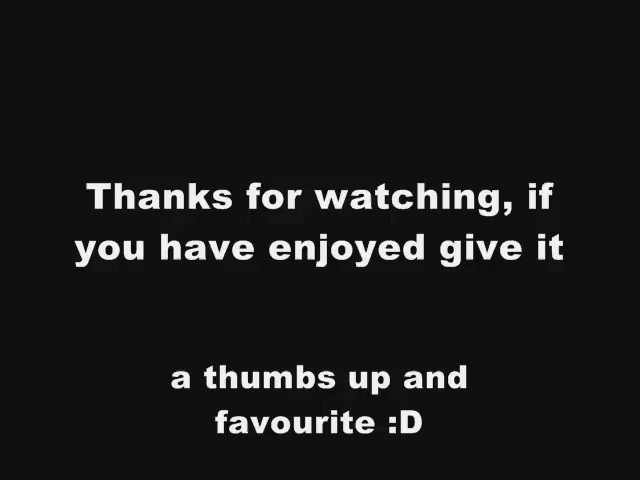 Thanks for watching, if
you have enjoyed give it
a thumbs up and
favourite :D